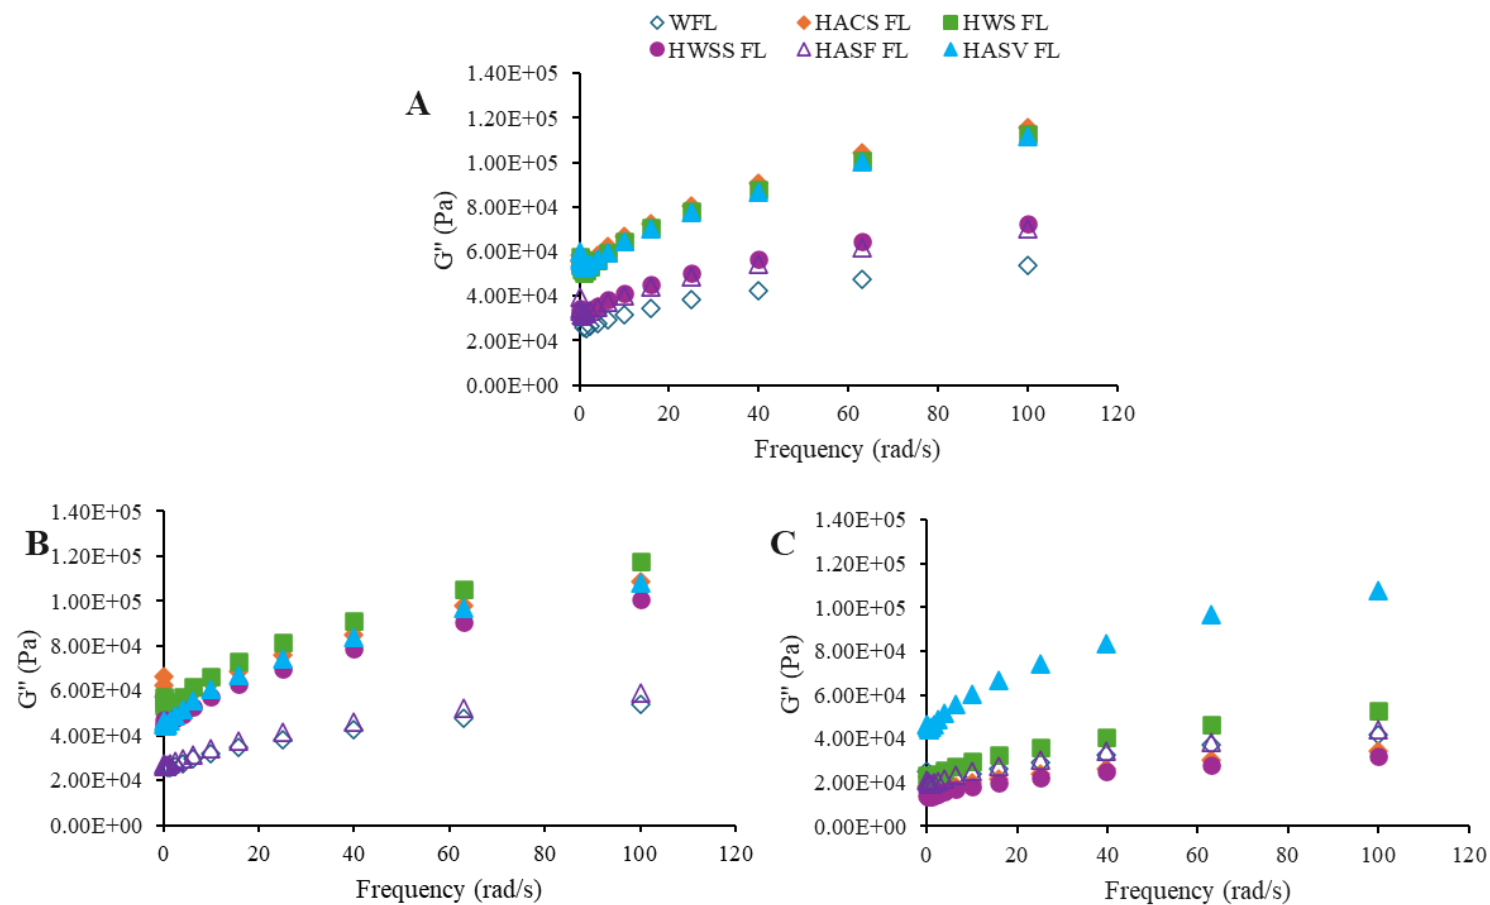 WFL HACS FL HWS FL
HWSS FL HASF FL HASV FL
A
1.40E+05
1.20E+05
1.00E+05
8.00E+04
6.00E+04
4.00E+04
2.00E+04
0.00E+00
G" (Pa)
0 20 40 60 80 100 120
Frequency (rad/s)
B
1.40E+05
1.20E+05
1.00E+05
8.00E+04
6.00E+04
4.00E+04
2.00E+04
0.00E+00
G" (Pa)
0 20 40 60 80 100 120
Frequency (rad/s)
C
1.40E+05
1.20E+05
1.00E+05
8.00E+04
6.00E+04
4.00E+04
2.00E+04
0.00E+00
G" (Pa)
0 20 40 60 80 100 120
Frequency (rad/s)